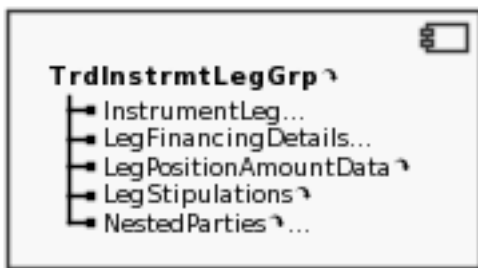 TrdInstrmtLegGrp↴
InstrumentLeg...
LegFinancingDetails...
LegPositionAmountData↴
LegStipulations↴
NestedParties↴...